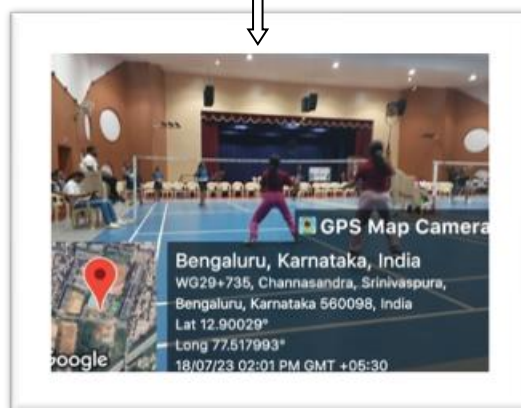 GPS Map Camera
Bengaluru, Karnataka, India
WG29+735, Channasandra, Srinivaspura,
Bengaluru, Karnataka 560098, India
Lat 12.90029°
Long 77.517993°
18/07/23 02:01 PM GMT +05:30
Google